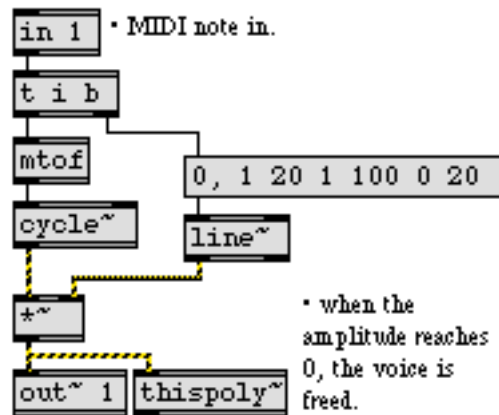 in 1
• MIDI note in.
t i b
mtof
0, 1 20 1 100 0 20
cycle~
line~
*~
• when the
amplitude reaches
0, the voice is
freed.
out~ 1
thispoly~